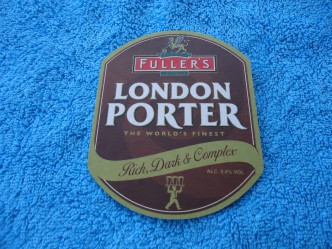 FULLER'S
LONDON
PORTER
THE WORLD'S FINEST
Rich, Dark & Complex
Alc. 5.4% Vol